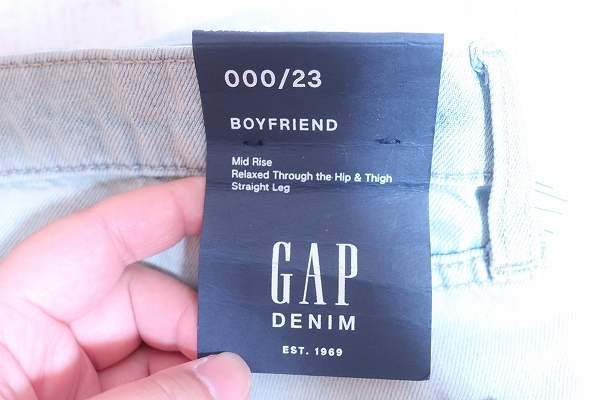 000/23
BOYFRIEND
Mid Rise
Relaxed Through the Hip & Thigh
Straight Leg
GAP
DENIM
EST. 1969